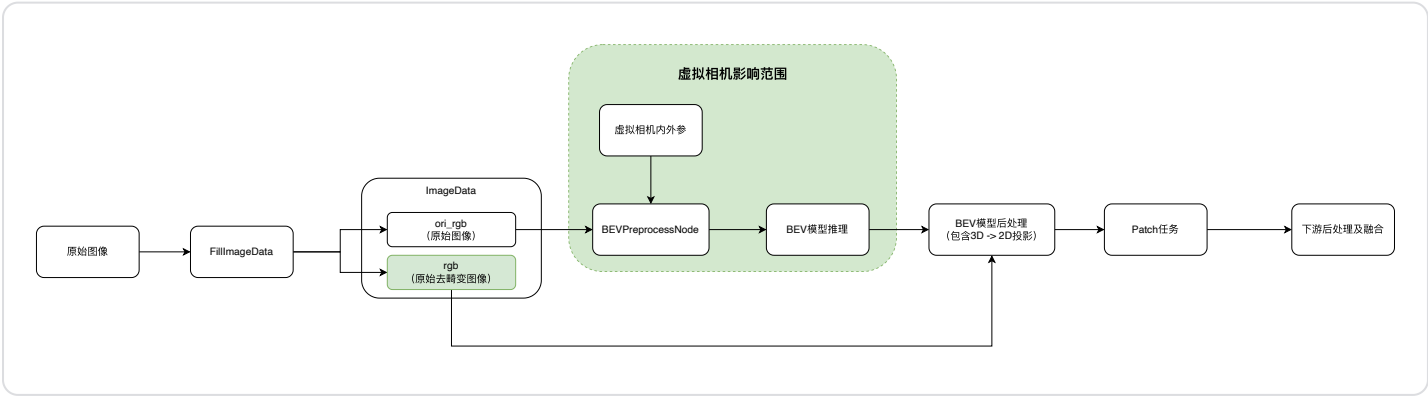 虚拟相机影响范围
虚拟相机内外参
原始图像
FillImageData
ImageData
ori_rgb
(原始图像)
rgb
(原始去畸变图像)
BEVPreprocessNode
BEV模型推理
BEV模型后处理
(包含3D -> 2D投影)
Patch任务
下游后处理及融合